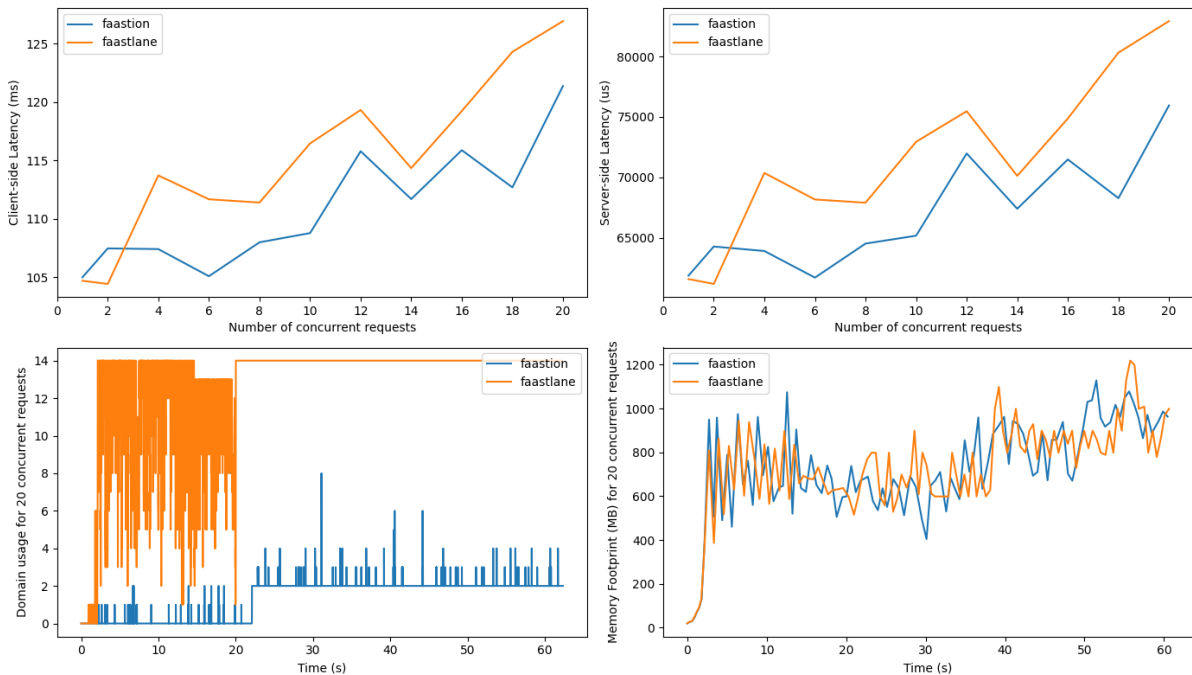 faastion
faastlane
125
120
115
110
105
Client-side Latency (ms)
0 2 4 6 8 10 12 14 16 18 20
Number of concurrent requests
faastion
faastlane
80000
75000
70000
65000
Server-side Latency (us)
0 2 4 6 8 10 12 14 16 18 20
Number of concurrent requests
faastion
faastlane
14
12
10
8
6
4
2
0
Domain usage for 20 concurrent requests
0 10 20 30 40 50 60
Time (s)
faastion
faastlane
1200
1000
800
600
400
200
0
Memory Footprint (MB) for 20 concurrent requests
0 10 20 30 40 50 60
Time (s)